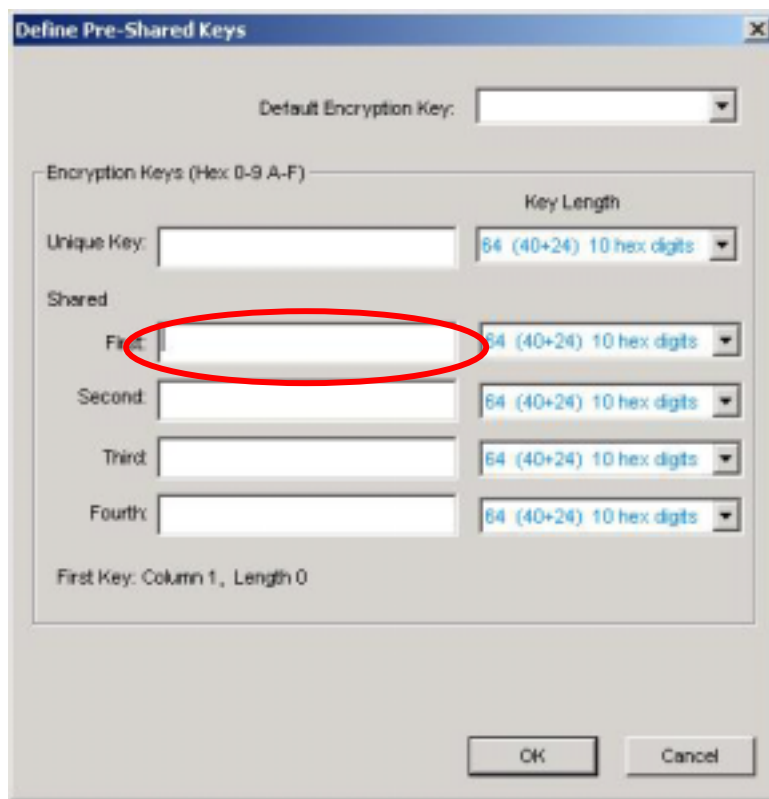 Define Pre-Shared Keys
Default Encryption Key:
Encryption Keys (Hex 0-9 A-F)
Key Length
Unique Key: 64 (40+24) 10 hex digits
Shared
First: 64 (40+24) 10 hex digits
Second: 64 (40+24) 10 hex digits
Third: 64 (40+24) 10 hex digits
Fourth: 64 (40+24) 10 hex digits
First Key: Column 1, Length 0
OK Cancel